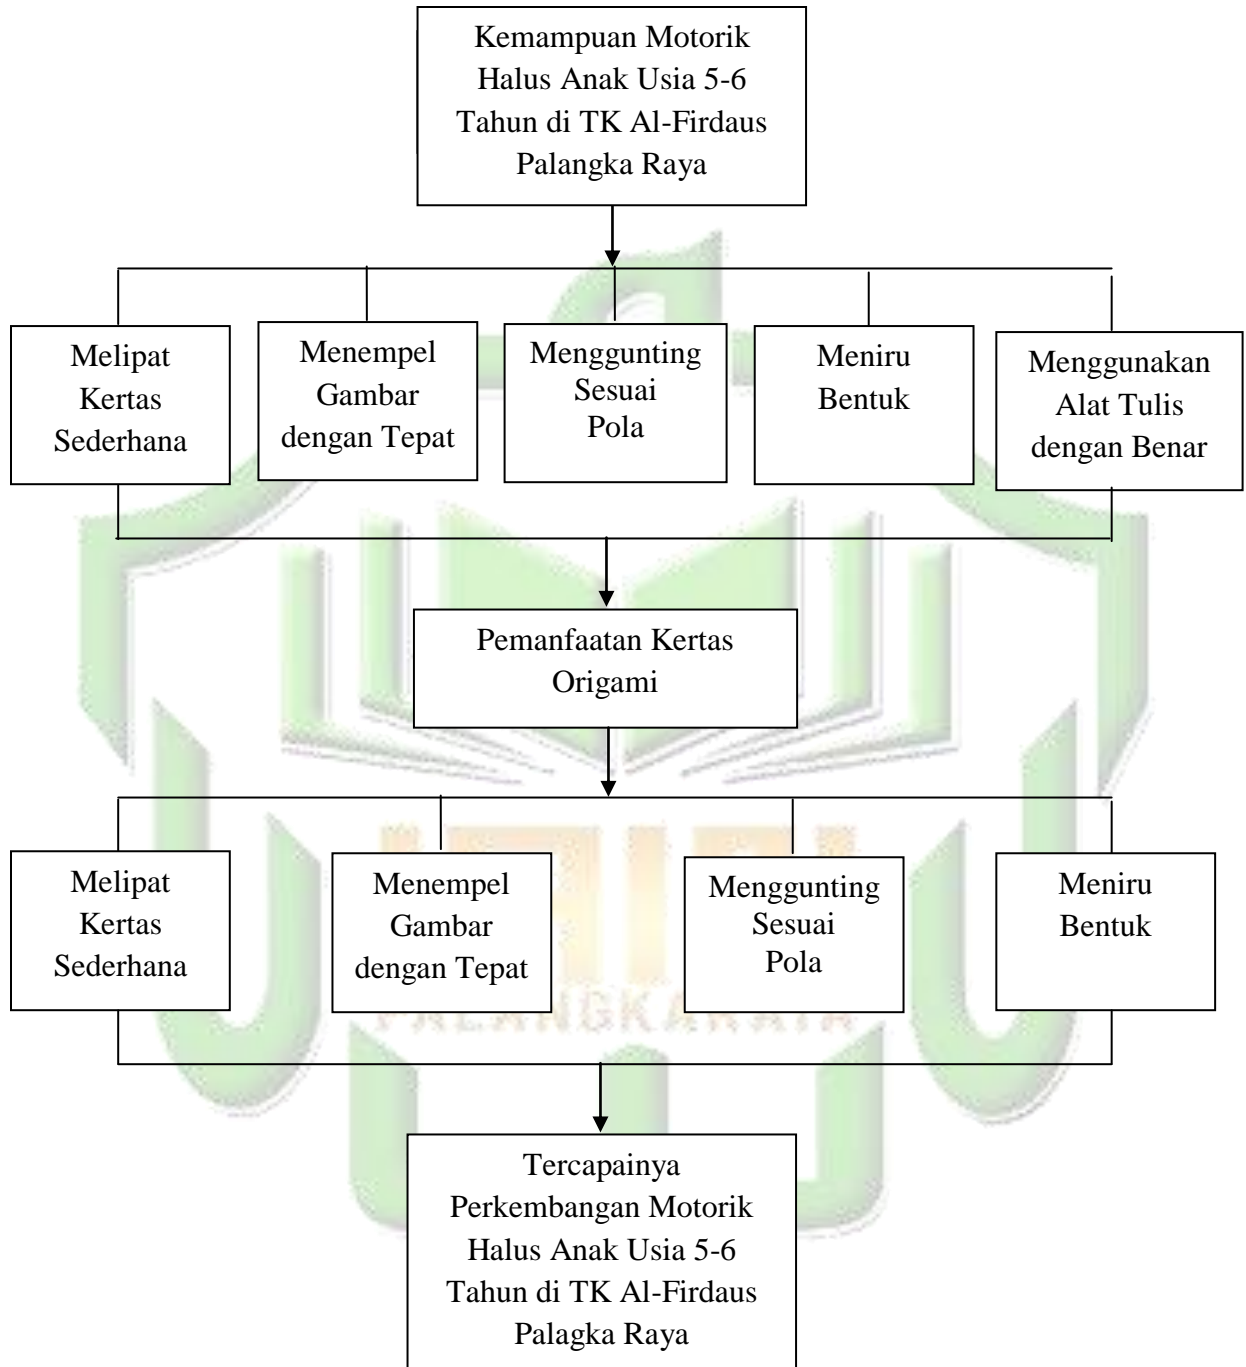 Kemampuan Motorik
Halus Anak Usia 5-6
Tahun di TK Al-Firdaus
Palangka Raya
Melipat
Kertas
Sederhana
Menempel
Gambar
dengan Tepat
Menggunting
Sesuai
Pola
Meniru
Bentuk
Menggunakan
Alat Tulis
dengan Benar
Pemanfaatan Kertas
Origami
Melipat
Kertas
Sederhana
Menempel
Gambar
dengan Tepat
Menggunting
Sesuai
Pola
Meniru
Bentuk
PALANGKARAYA
Tercapainya
Perkembangan Motorik
Halus Anak Usia 5-6
Tahun di TK Al-Firdaus
Palagka Raya